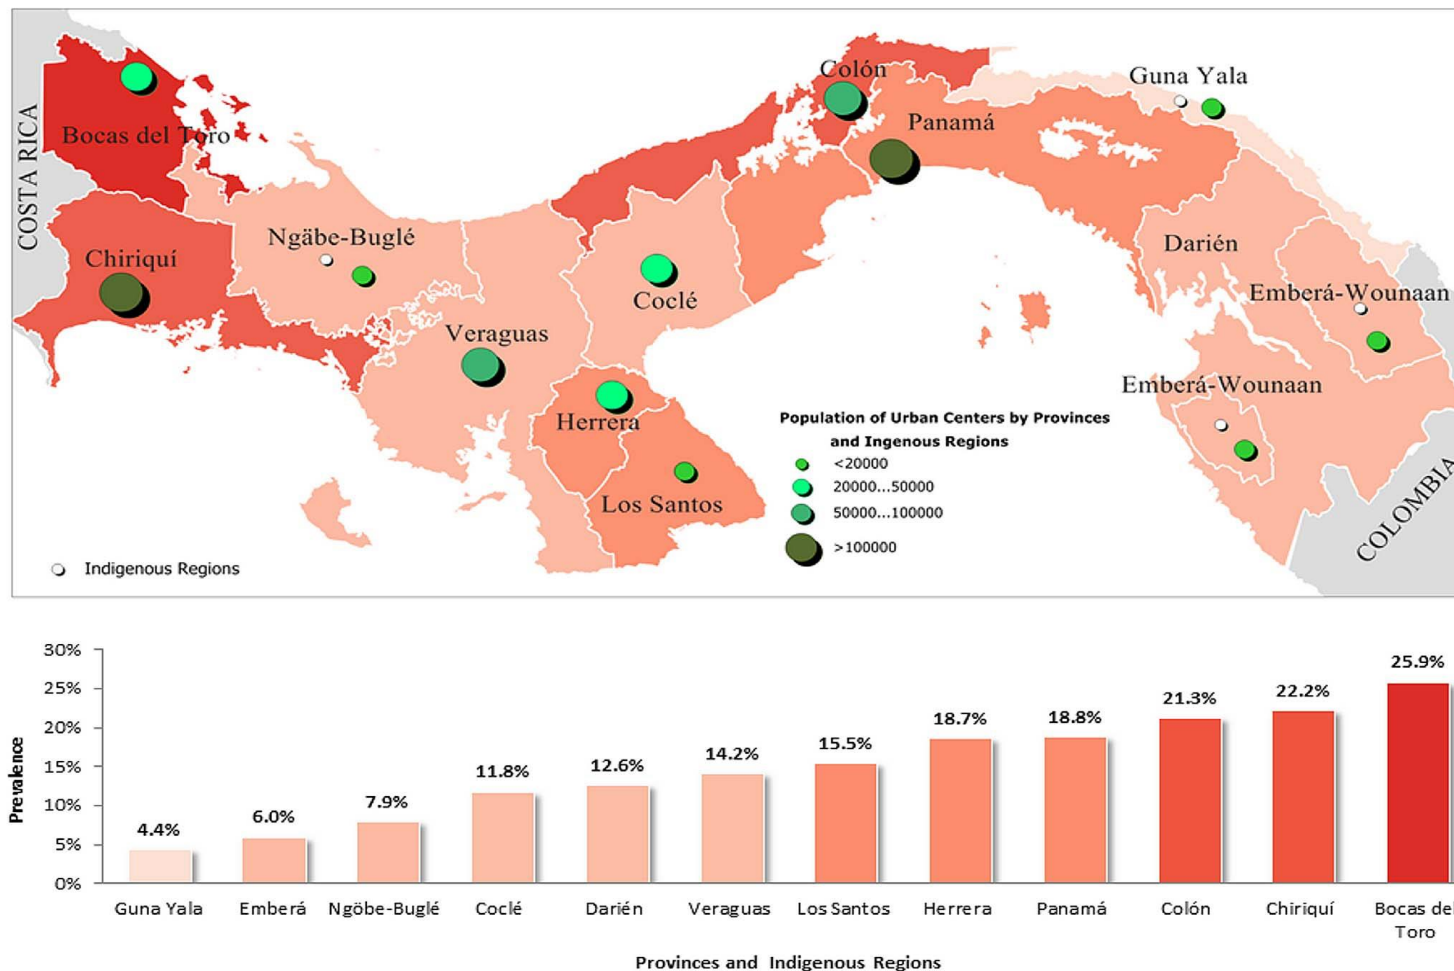 Colón
Guna Yala
Panamá
Bocas del Toro
COSTA RICA
Ngäbe-Buglé
Darién
Chiriquí
Coclé
Emberá-Wounaan
Veraguas
Emberá-Wounaan
Herrera
Los Santos
COLOMBIA
Population of Urban Centers by Provinces
and Ingenous Regions
<20000
20000...50000
50000...100000
>100000
Indigenous Regions
30%
25%
20%
15%
10%
5%
0%
Prevalence
4.4%
6.0%
7.9%
11.8%
12.6%
14.2%
15.5%
18.7%
18.8%
21.3%
22.2%
25.9%
Guna Yala
Emberá
Ngöbe-Buglé
Coclé
Darién
Veraguas
Los Santos
Herrera
Panamá
Colón
Chiriquí
Bocas del
Toro
Provinces and Indigenous Regions